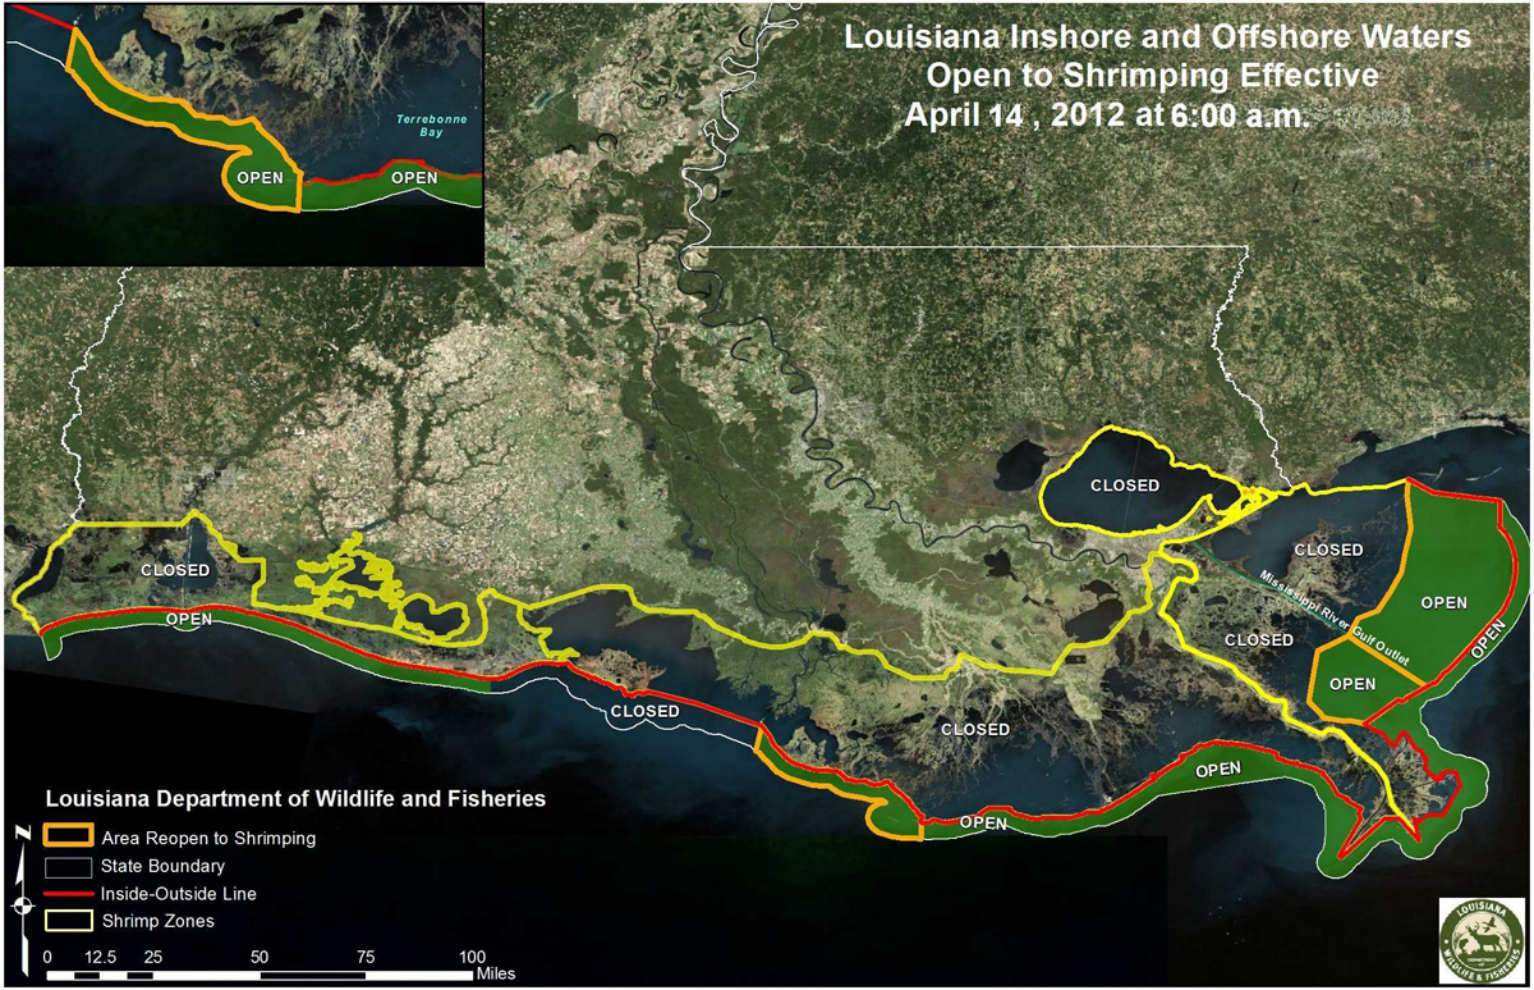 Louisiana Inshore and Offshore Waters
Open to Shrimping Effective
April 14 , 2012 at 6:00 a.m.
Terrebonne
Bay
OPEN
OPEN
CLOSED
CLOSED
CLOSED
Mississippi River Gulf Outlet
OPEN
OPEN
CLOSED
OPEN
CLOSED
OPEN
CLOSED
CLOSED
OPEN
OPEN
Louisiana Department of Wildlife and Fisheries
Area Reopen to Shrimping
State Boundary
Inside-Outside Line
Shrimp Zones
N
0 12.5 25 50 75 100
Miles
LOUISIANA
DEPARTMENT
OF
WILDLIFE & FISHERIES